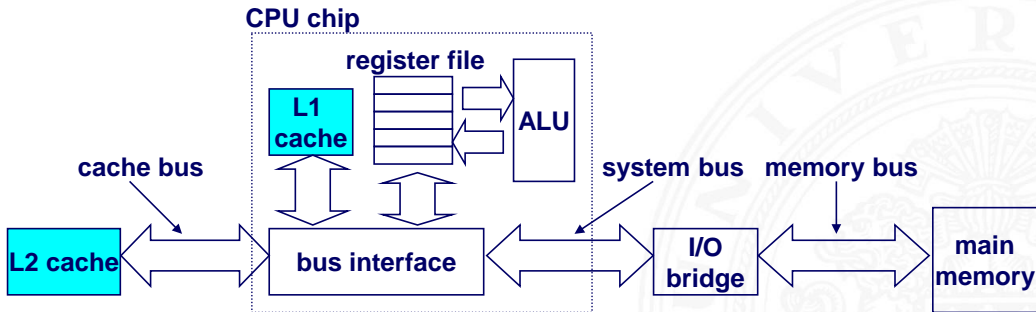 CPU chip
register file
L1
cache
ALU
cache bus
system bus
memory bus
L2 cache
bus interface
I/O
bridge
main
memory
I V E R